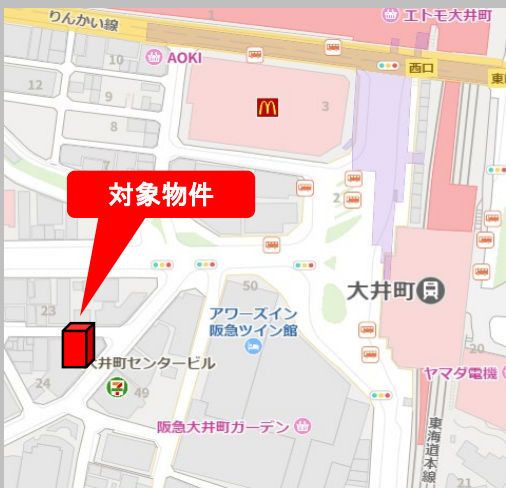 りんかい線
1
エトモ大井町
10
AOKI
西口
東
12
9
3
8
対象物件
2
大井町
50
23
アワーズイン
阪急ツイン館
井町センタービル
20
24
49
ヤマダ電機
阪急大井町ガーデン
東海道本線
21